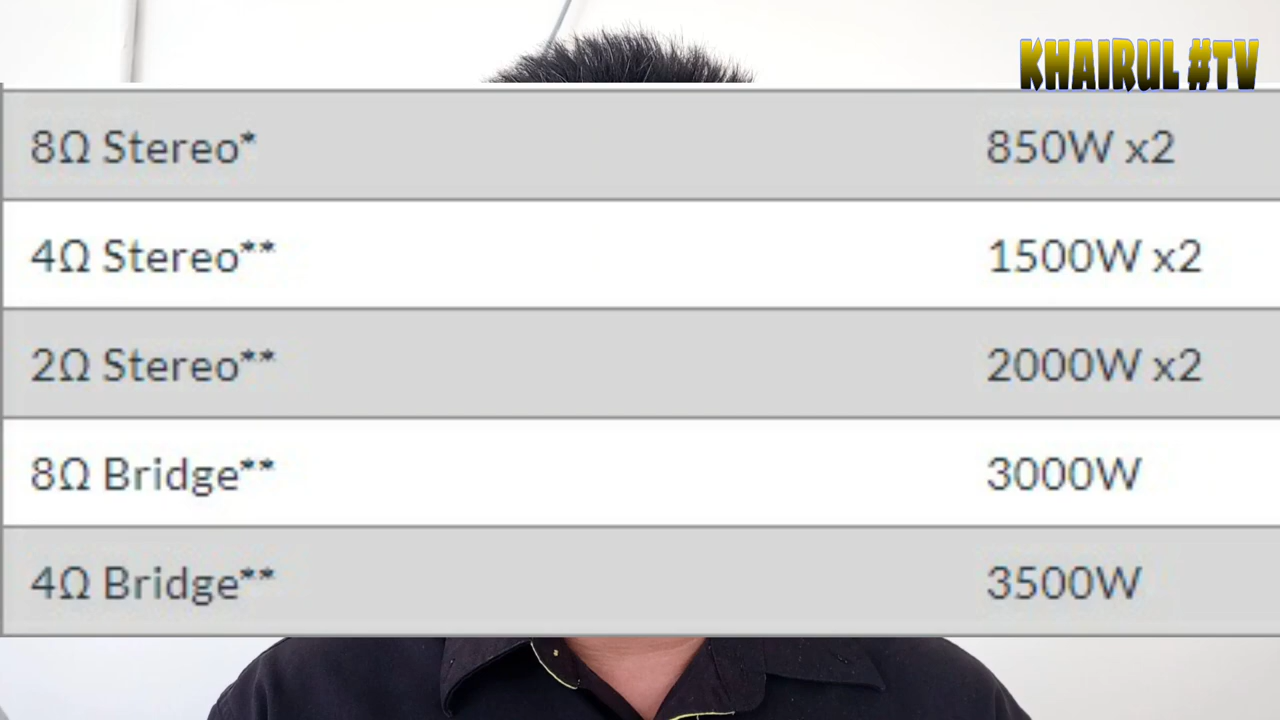 KHAIRUL #TV
8Ω Stereo* 850W x2
4Ω Stereo** 1500W x2
2Ω Stereo** 2000W x2
8Ω Bridge** 3000W
4Ω Bridge** 3500W